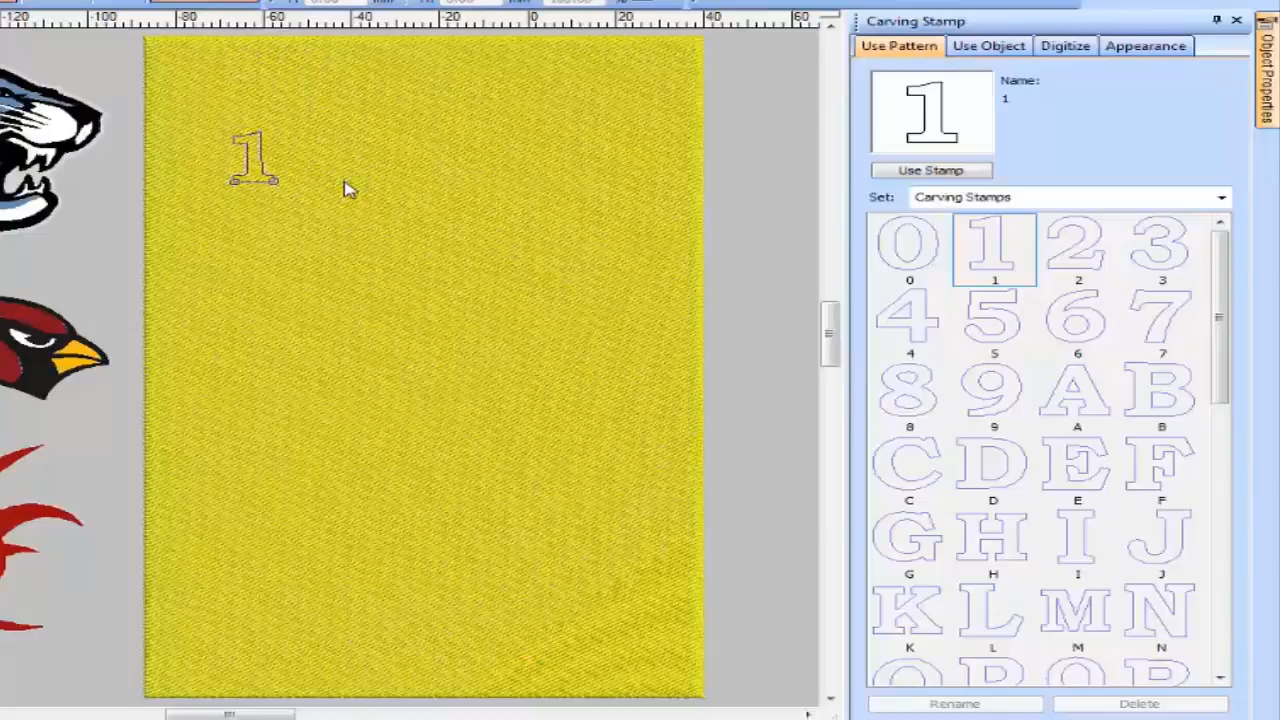 -120 -100 -80 -60 -40 -20 0 20 40 60
Carving Stamp
Use Pattern Use Object Digitize Appearance
Object Properties
1
Name:
1
Use Stamp
Set: Carving Stamps
0 1 2 3
0 1 2 3
4 5 6 7
4 5 6 7
8 9 A B
8 9 A B
C D E F
C D E F
G H I J
G H I J
K L M N
K L M N
Rename Delete
1